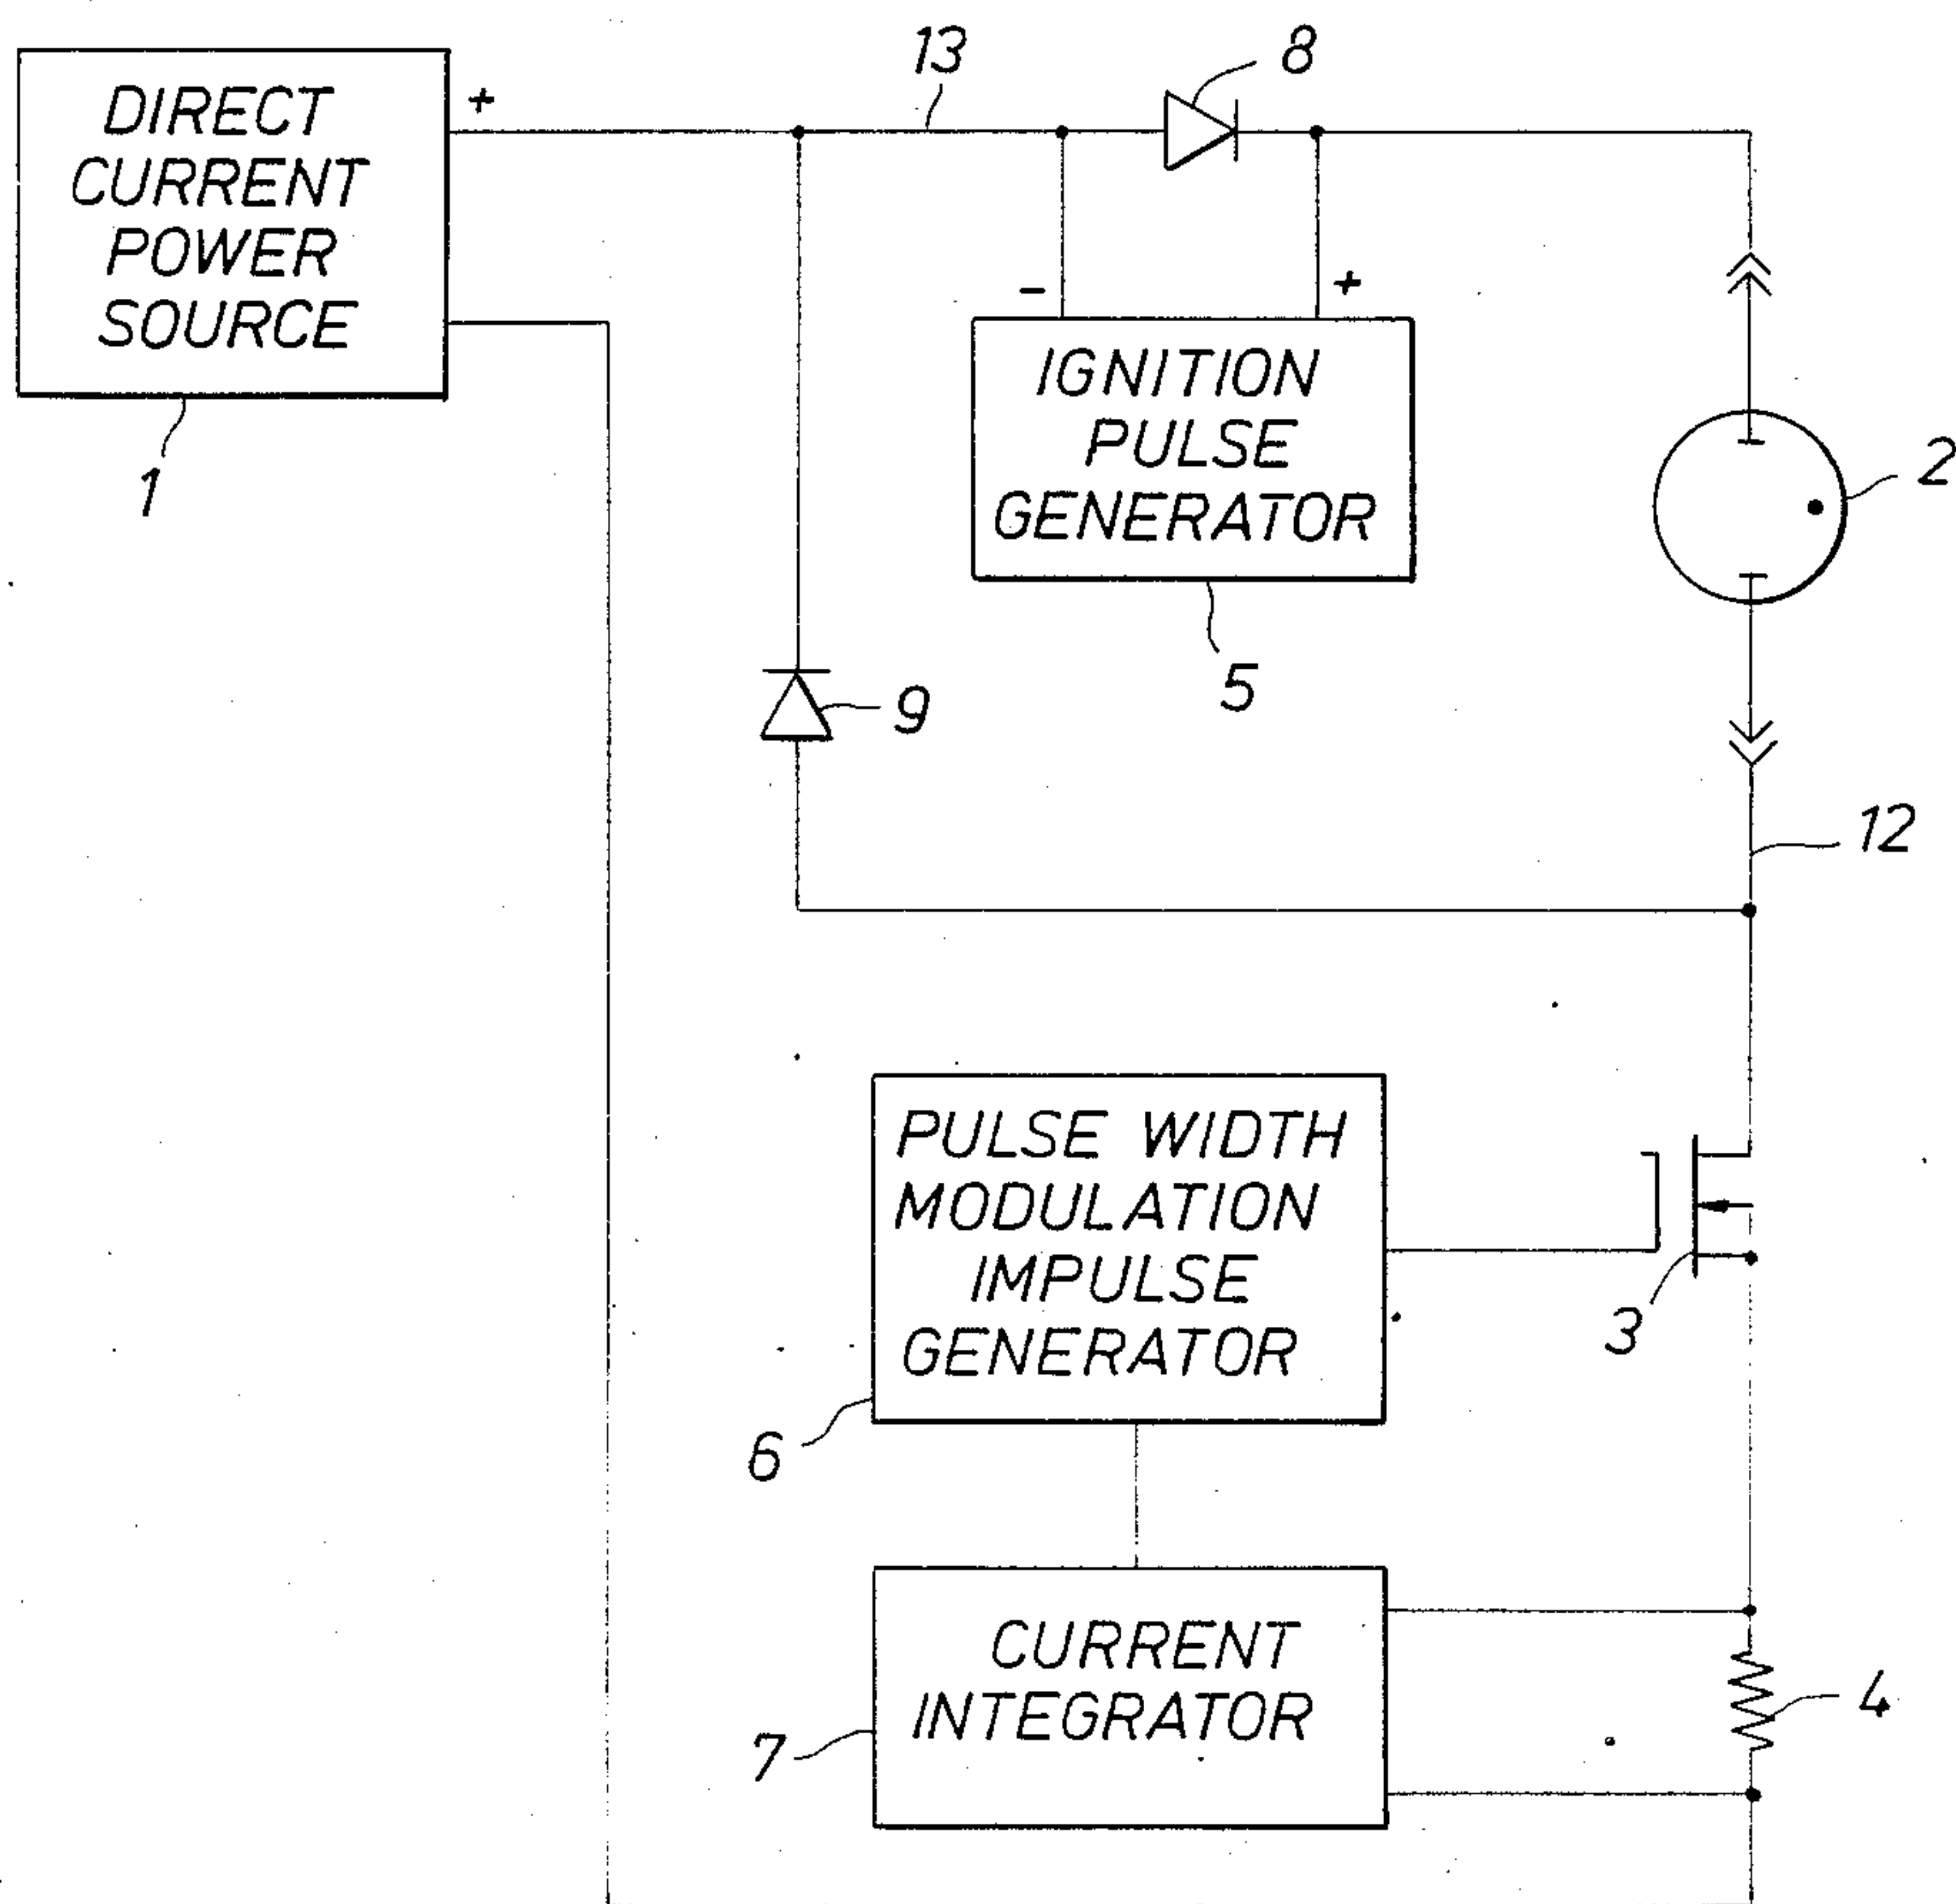 13
8
DIRECT
CURRENT
POWER
SOURCE
+
1
-
+
IGNITION
PULSE
GENERATOR
5
2
9
12
PULSE WIDTH
MODULATION
IMPULSE
GENERATOR
6
3
CURRENT
INTEGRATOR
7
4